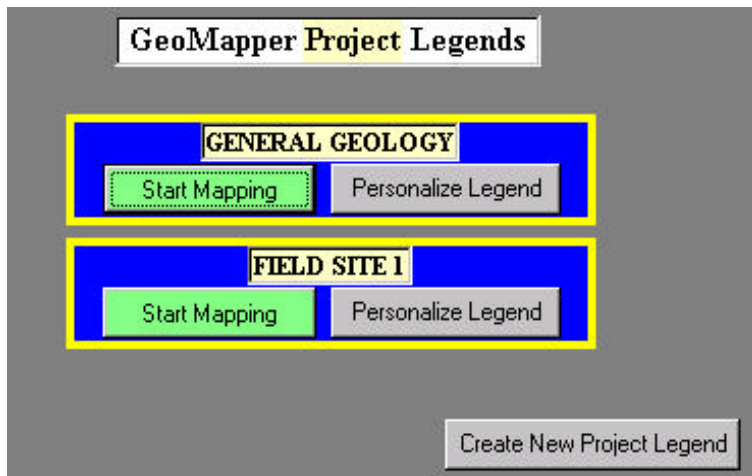 GeoMapper Project Legends
GENERAL GEOLOGY
Start Mapping Personalize Legend
FIELD SITE 1
Start Mapping Personalize Legend
Create New Project Legend